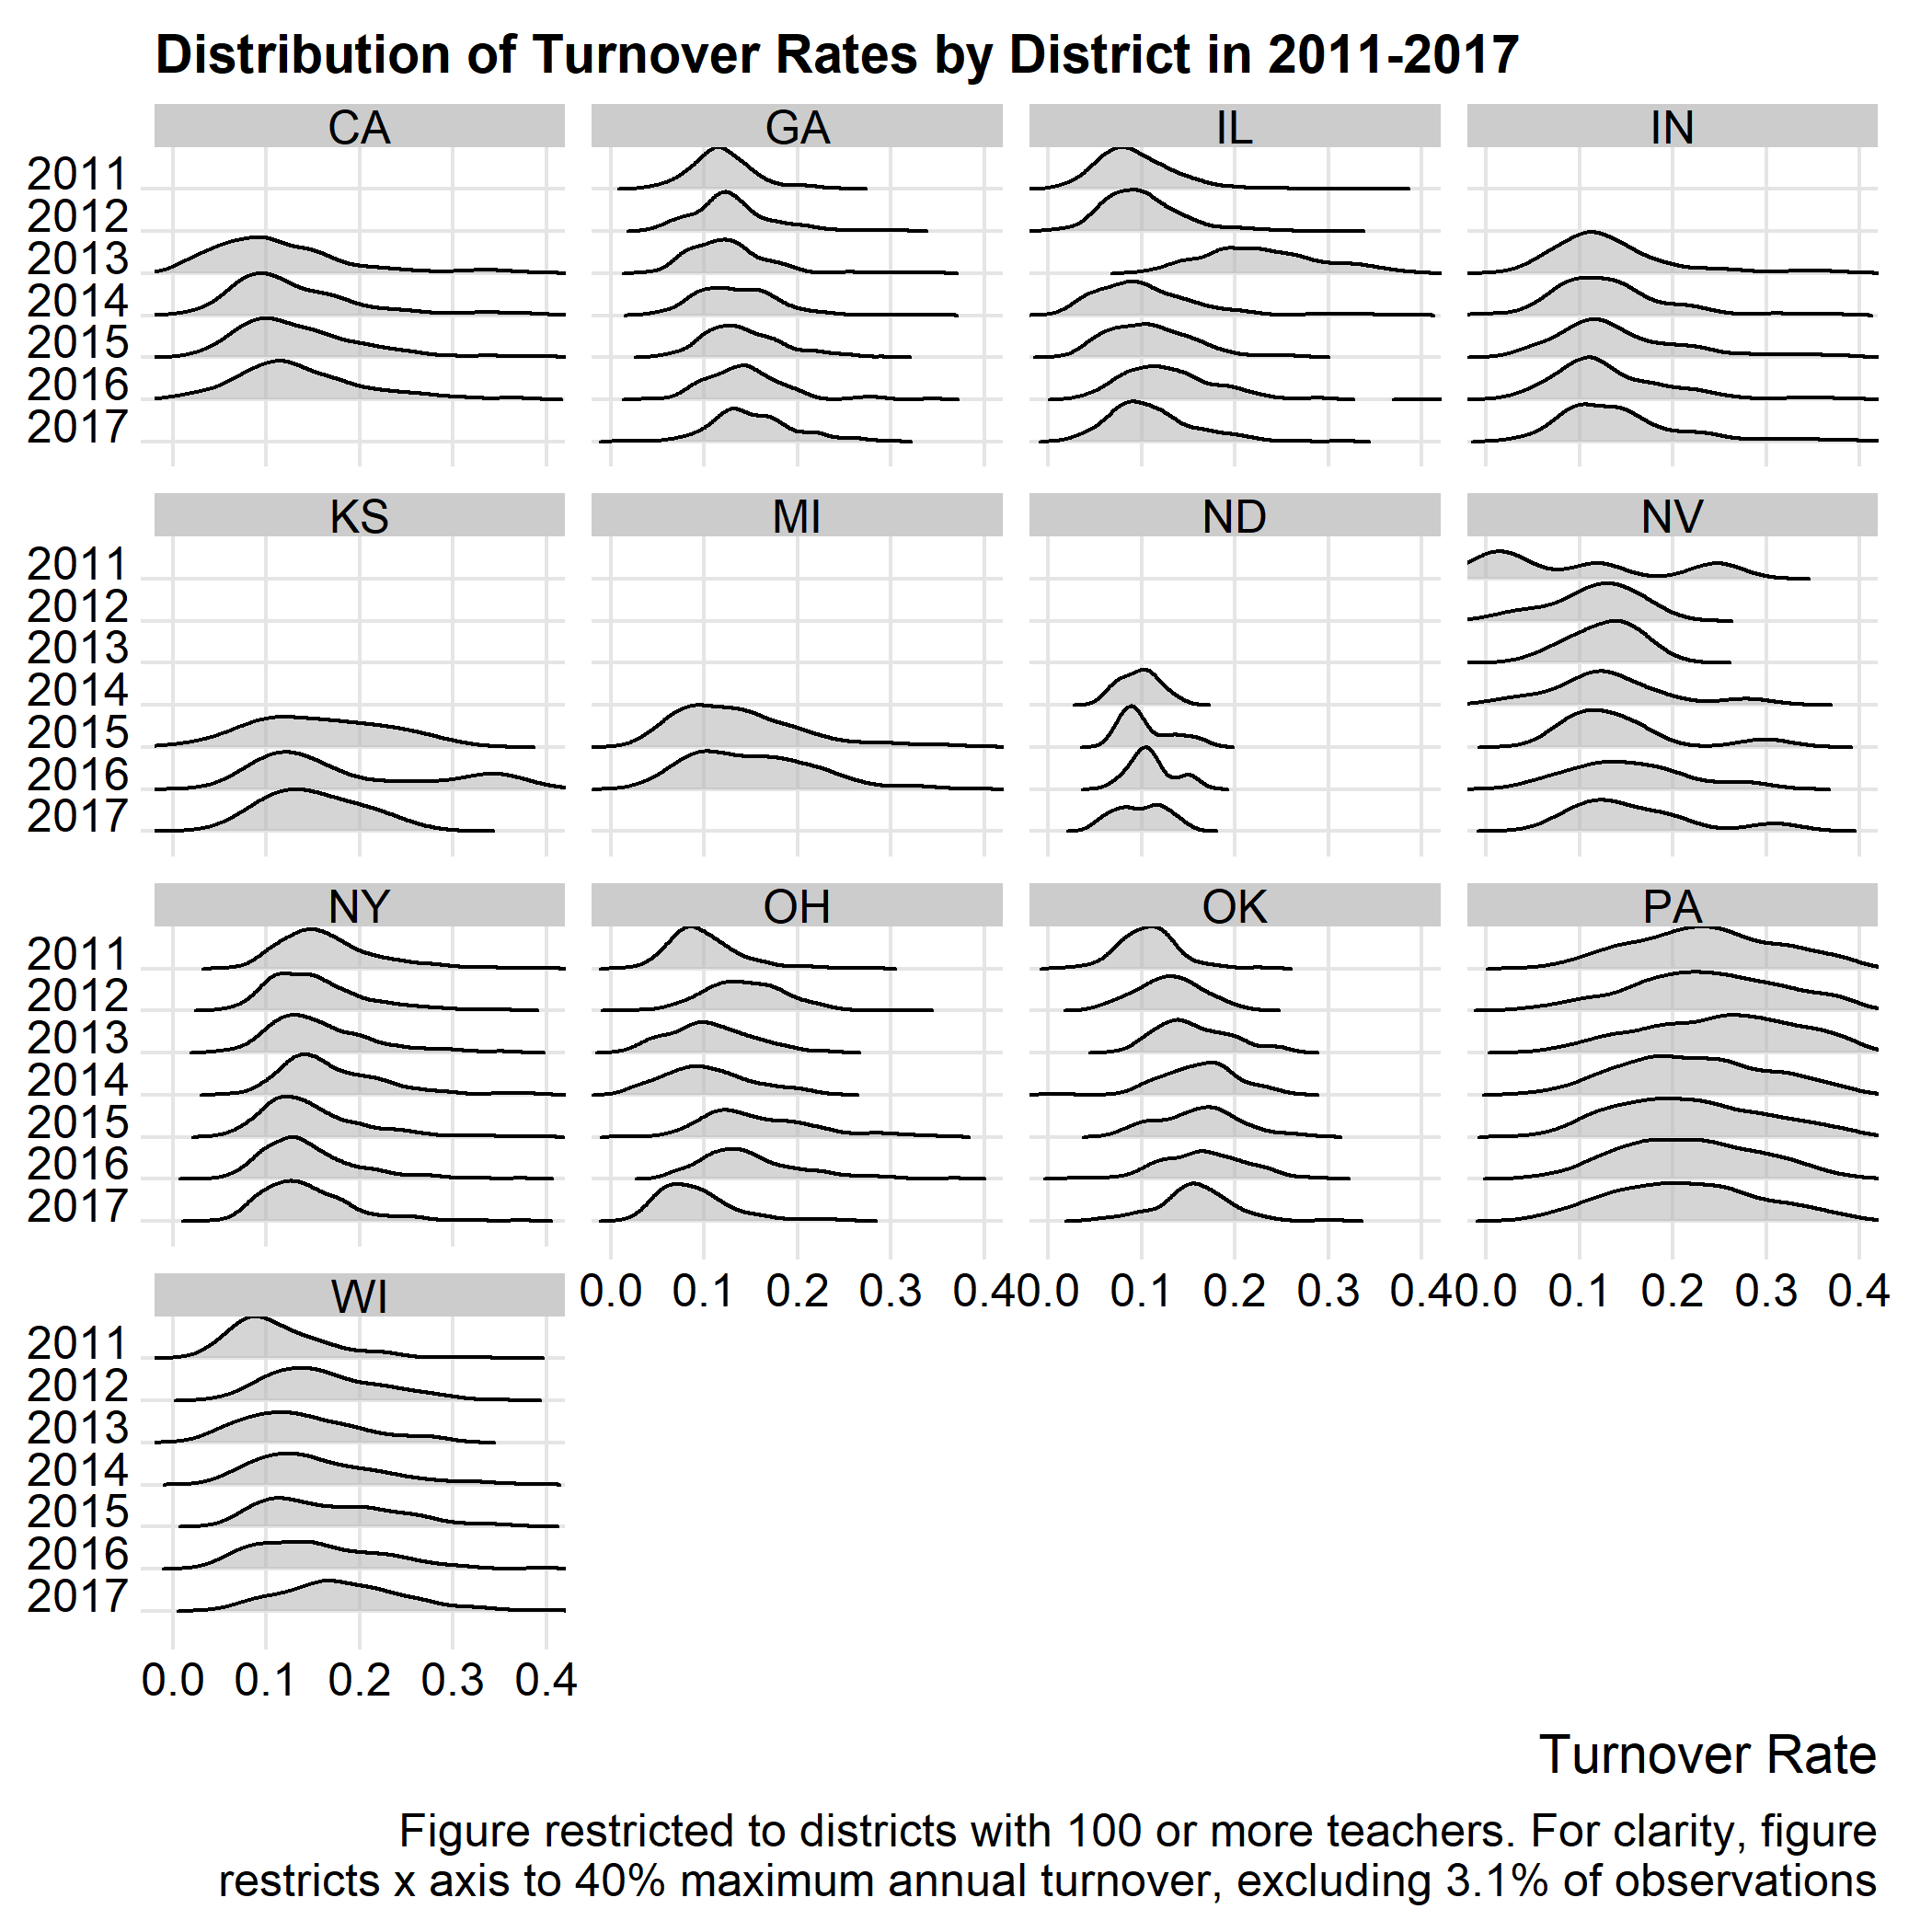 Distribution of Turnover Rates by District in 2011-2017
CA GA IL IN
2011
2012
2013
2014
2015
2016
2017
KS MI ND NV
2011
2012
2013
2014
2015
2016
2017
NY OH OK PA
2011
2012
2013
2014
2015
2016
2017
0.0 0.1 0.2 0.3 0.4 0.0 0.1 0.2 0.3 0.4 0.0 0.1 0.2 0.3 0.4
WI
2011
2012
2013
2014
2015
2016
2017
0.0 0.1 0.2 0.3 0.4
Turnover Rate
Figure restricted to districts with 100 or more teachers. For clarity, figure
restricts x axis to 40% maximum annual turnover, excluding 3.1% of observations